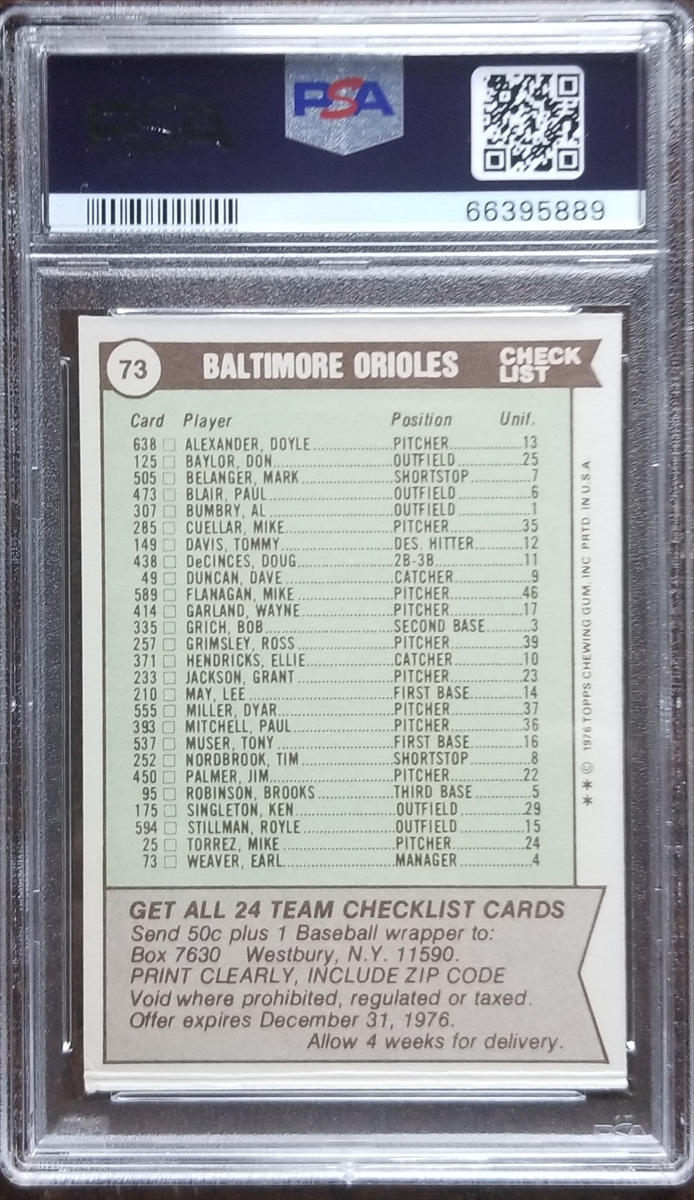 PSA
PSA
66395889
73 BALTIMORE ORIOLES CHECK LIST
Card Player Position Unif.
638 ALEXANDER, DOYLE PITCHER 13
125 BAYLOR, DON OUTFIELD 25
505 BELANGER, MARK SHORTSTOP 7
473 BLAIR, PAUL OUTFIELD 6
307 BUMBRY, AL OUTFIELD 1
285 CUELLAR, MIKE PITCHER 35
149 DAVIS, TOMMY DES. HITTER 12
438 DeCINCES, DOUG 2B-3B 11
49 DUNCAN, DAVE CATCHER 9
589 FLANAGAN, MIKE PITCHER 46
414 GARLAND, WAYNE PITCHER 17
335 GRICH, BOB SECOND BASE 3
257 GRIMSLEY, ROSS PITCHER 39
371 HENDRICKS, ELLIE CATCHER 10
233 JACKSON, GRANT PITCHER 23
210 MAY, LEE FIRST BASE 14
555 MILLER, DYAR PITCHER 37
393 MITCHELL, PAUL PITCHER 36
537 MUSER, TONY FIRST BASE 16
252 NORDBROOK, TIM SHORTSTOP 8
450 PALMER, JIM PITCHER 22
95 ROBINSON, BROOKS THIRD BASE 5
175 SINGLETON, KEN OUTFIELD 29
594 STILLMAN, ROYLE OUTFIELD 15
25 TORREZ, MIKE PITCHER 24
73 WEAVER, EARL MANAGER 4
** © 1976 TOPPS CHEWING GUM, INC. PRTD. IN U.S.A.
GET ALL 24 TEAM CHECKLIST CARDS
Send 50c plus 1 Baseball wrapper to:
Box 7630 Westbury, N.Y. 11590.
PRINT CLEARLY, INCLUDE ZIP CODE
Void where prohibited, regulated or taxed.
Offer expires December 31, 1976.
Allow 4 weeks for delivery.
PSA